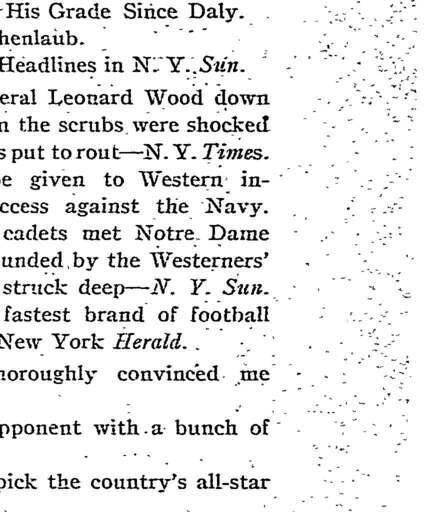 His Grade Since Daly.
henlaub.
Headlines in N. Y. Sun.
eral Leonard Wood down
n the scrubs were shocked
s put to rout—N. Y. Times.
e given to Western in-
ccess against the Navy.
cadets met Notre Dame
unded by the Westerners'
struck deep—N. Y. Sun.
fastest brand of football
New York Herald.
horoughly convinced me
pponent with a bunch of
pick the country's all-star